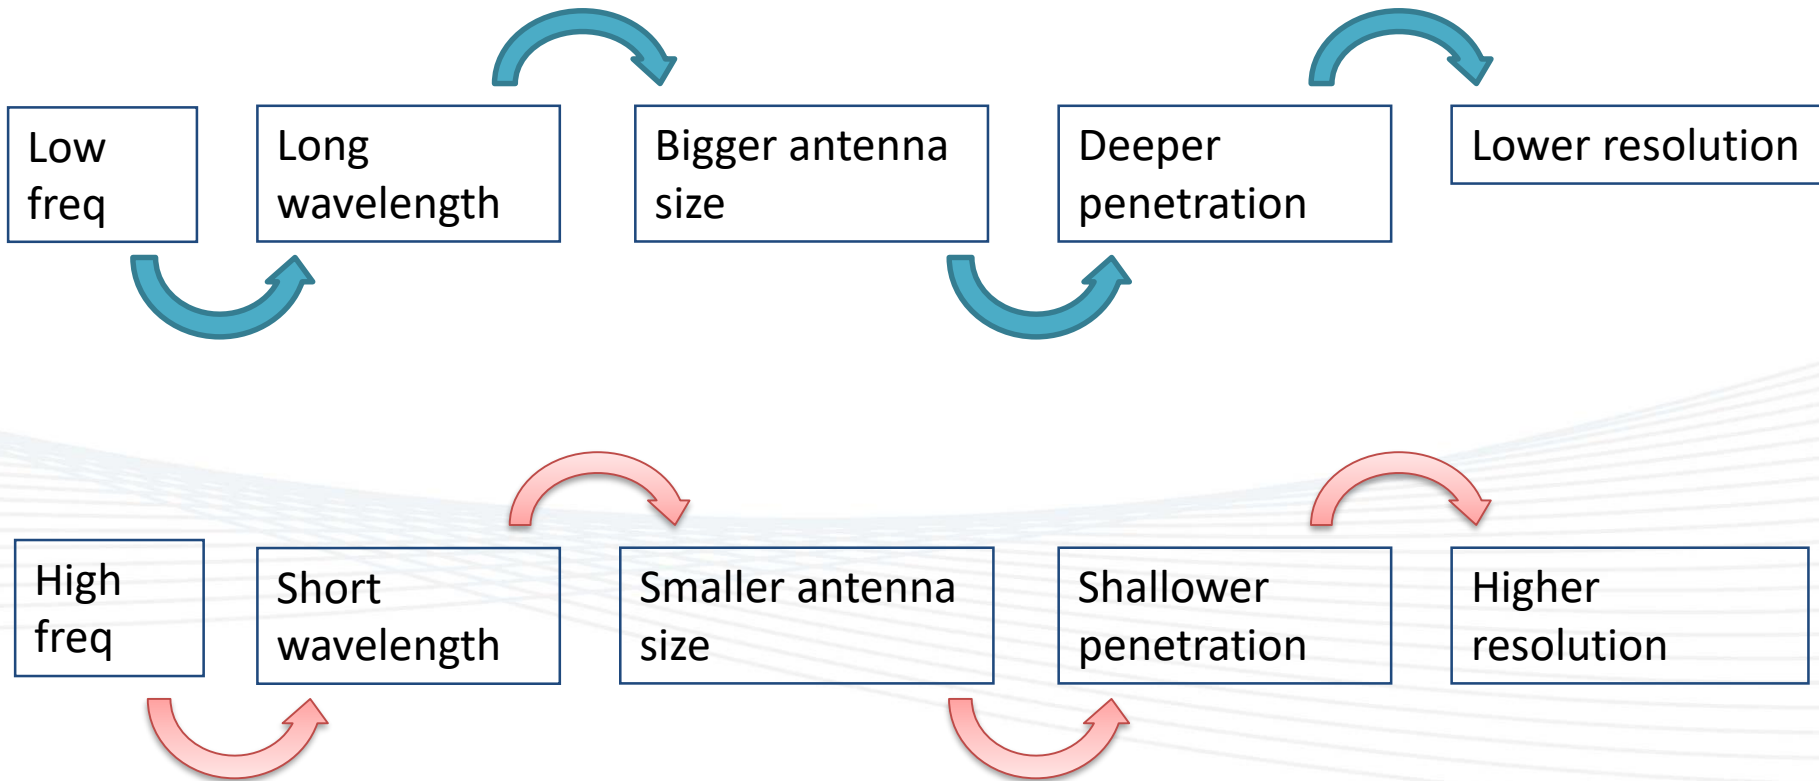 Low
freq
Long
wavelength
Bigger antenna
size
Deeper
penetration
Lower resolution
High
freq
Short
wavelength
Smaller antenna
size
Shallower
penetration
Higher
resolution